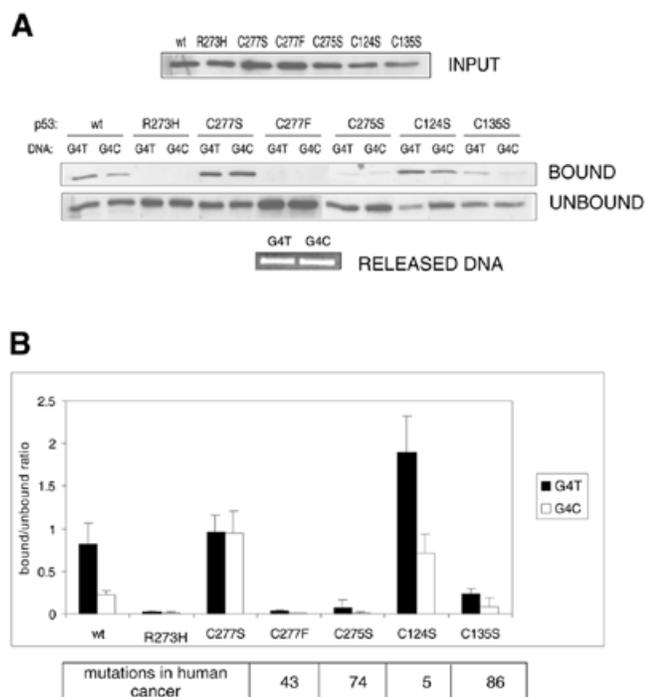 A
wt R273H C277S C277F C275S C124S C135S
INPUT
p53: wt R273H C277S C277F C275S C124S C135S
DNA: G4T G4C G4T G4C G4T G4C G4T G4C G4T G4C G4T G4C G4T G4C
BOUND
UNBOUND
G4T G4C
RELEASED DNA
B
2.5
2
1.5
1
0.5
0
bound/unbound ratio
G4T
G4C
wt R273H C277S C277F C275S C124S C135S
mutations in human cancer 43 74 5 86